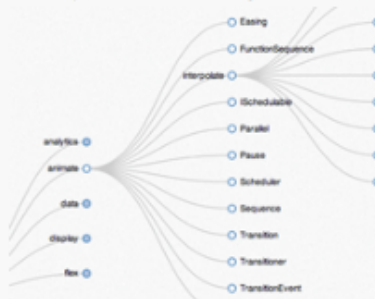 Easing
FunctionSequence
interpolate
ISchedulable
Parallel
analytics
Pause
animate
Scheduler
data
Sequence
display
Transition
Transitioner
flex
TransitionEvent